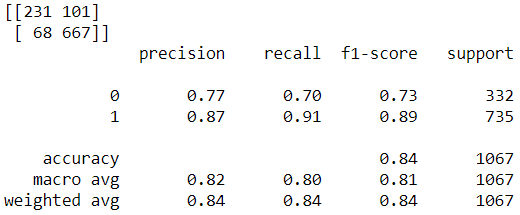 [[231 101]
[ 68 667]]
precision recall f1-score support
0 0.77 0.70 0.73 332
1 0.87 0.91 0.89 735
accuracy 0.84 1067
macro avg 0.82 0.80 0.81 1067
weighted avg 0.84 0.84 0.84 1067